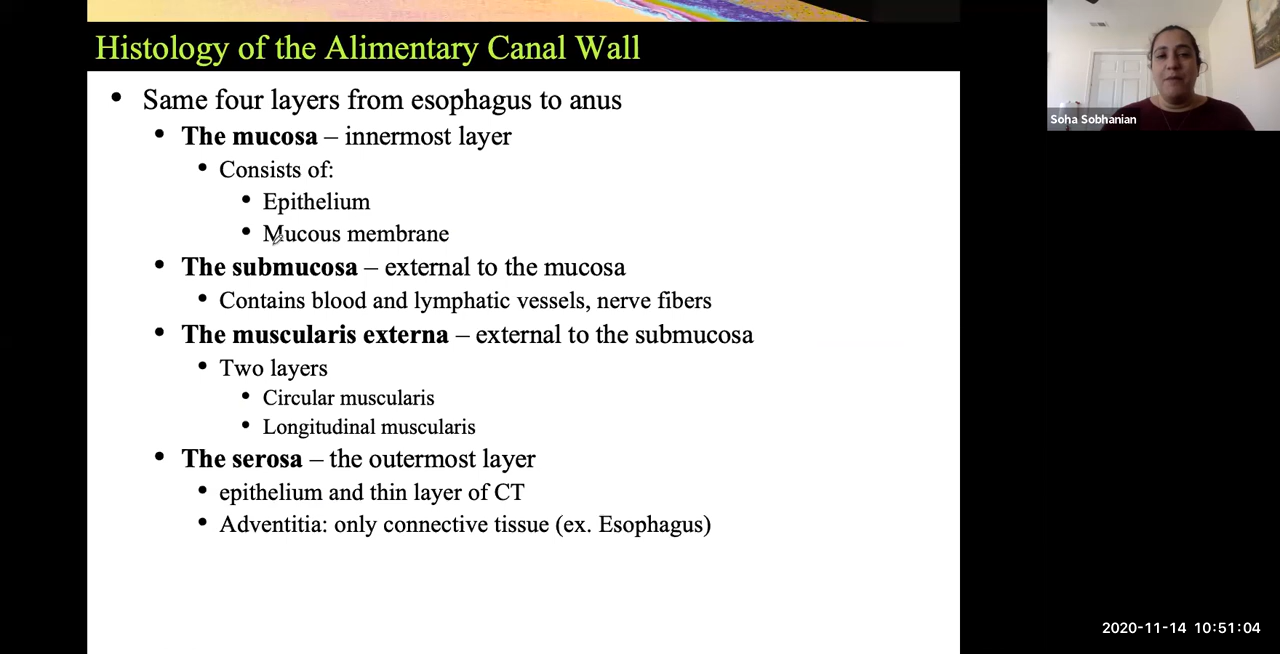 Histology of the Alimentary Canal Wall
• Same four layers from esophagus to anus
• The mucosa – innermost layer
• Consists of:
• Epithelium
• Mucous membrane
• The submucosa – external to the mucosa
• Contains blood and lymphatic vessels, nerve fibers
• The muscularis externa – external to the submucosa
• Two layers
• Circular muscularis
• Longitudinal muscularis
• The serosa – the outermost layer
• epithelium and thin layer of CT
• Adventitia: only connective tissue (ex. Esophagus)
Soha Sobhanian
2020-11-14 10:51:04